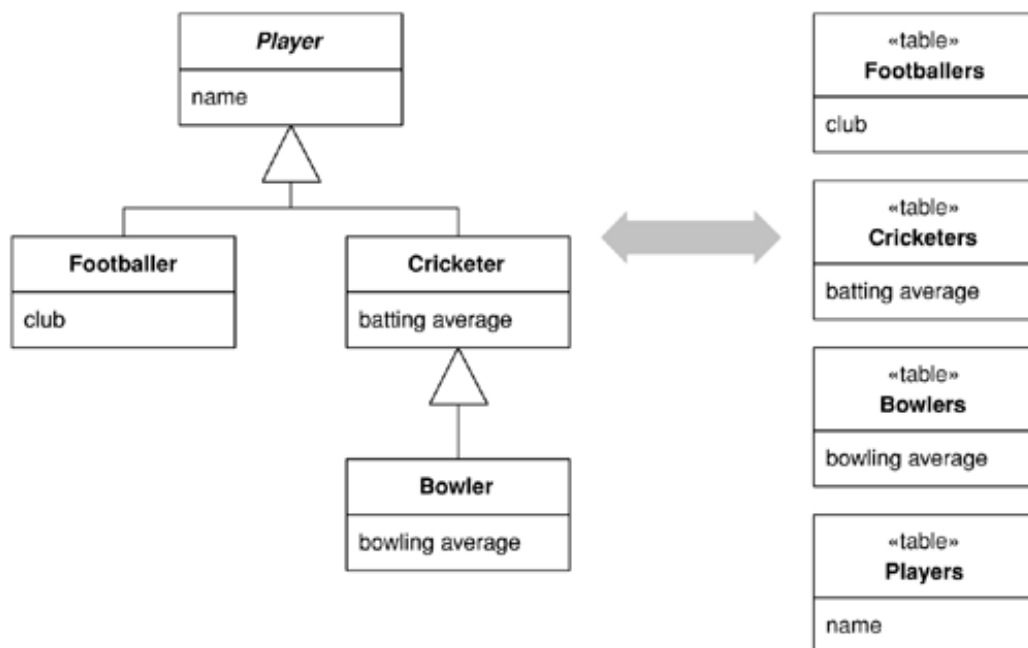 Player
name
Footballer
club
Cricketer
batting average
Bowler
bowling average
«table»
Footballers
club
«table»
Cricketers
batting average
«table»
Bowlers
bowling average
«table»
Players
name